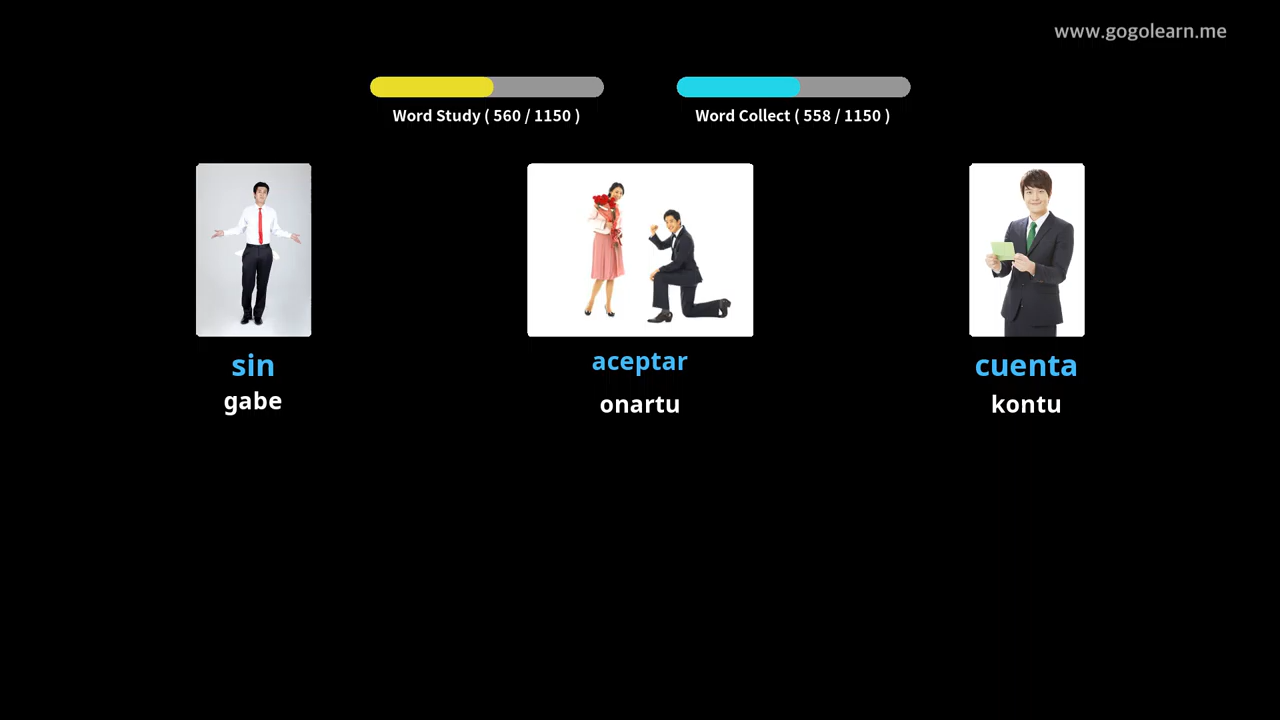 www.gogolearn.me
Word Study ( 560 / 1150 )
Word Collect ( 558 / 1150 )
sin
gabe
aceptar
onartu
cuenta
kontu